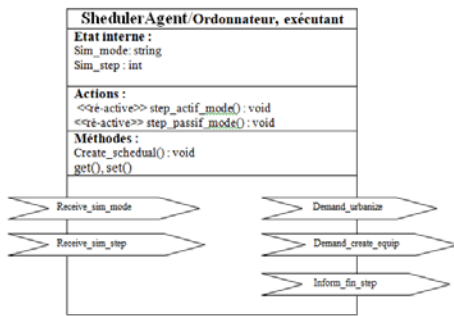 ShedulerAgent/Ordonnateur, exécutant
Etat interne :
Sim_mode: string
Sim_step : int
Actions :
<<ré-active>> step_actif_mode() : void
<<ré-active>> step_passif_mode() : void
Méthodes :
Create_schedual() : void
get(), set()
Receive_sim_mode
Demand_urbanize
Receive_sim_step
Demand_create_equip
Inform_fin_step